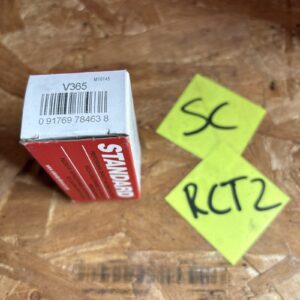 M10145
V365
0 91769 78463 8
STANDARD
SC
RCT2